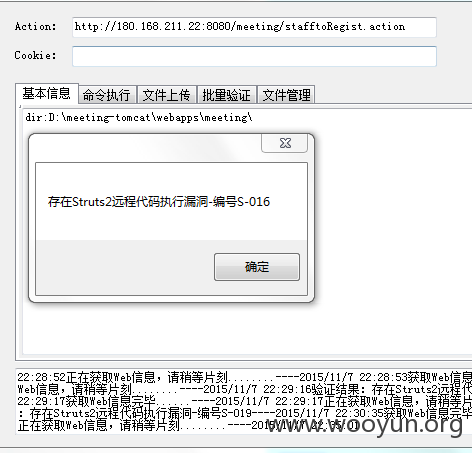 Action: http://180.168.211.22:8080/meeting/stafftoRegist.action
Cookie:
基本信息 命令执行 文件上传 批量验证 文件管理
dir:D:\meeting-tomcat\webapps\meeting\
存在Struts2远程代码执行漏洞-编号S-016
确定
22:28:52正在获取Web信息，请稍等片刻........----2015/11/7 22:28:53获取Web信
Web信息，请稍等片刻........----2015/11/7 22:29:16验证结果：存在Struts2远程代
22:29:17获取Web信息完毕......----2015/11/7 22:29:17正在获取Web信息，请稍等片
：存在Struts2远程代码执行漏洞-编号S-019----2015/11/7 22:30:35获取Web信息完毕
正在获取Web信息，请稍等片刻........----2015/11/7 22:35:01
www.wooyun.org